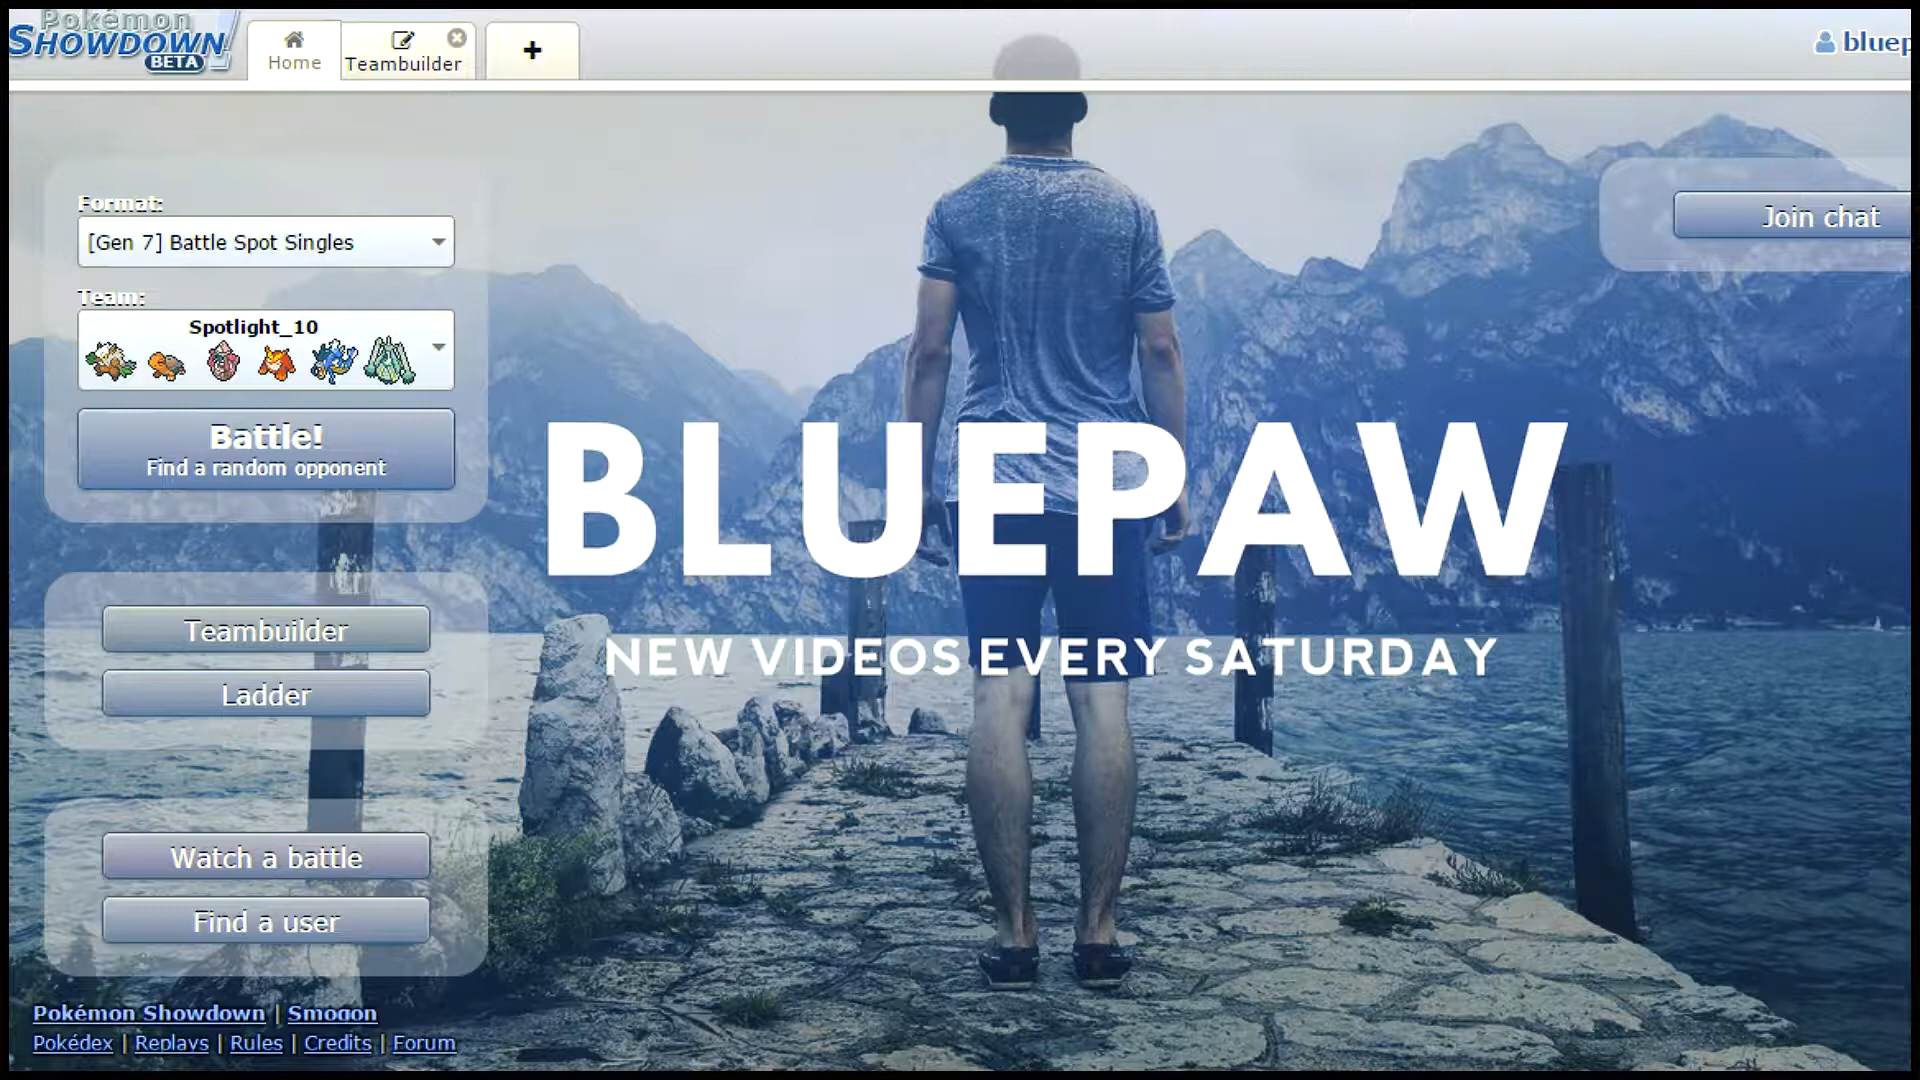 Pokémon
SHOWDOWN
BETA
Home
Teambuilder
+
Format:
[Gen 7] Battle Spot Singles
Team:
Spotlight_10
Battle!
Find a random opponent
Join chat
BLUEPAW
NEW VIDEOS EVERY SATURDAY
Teambuilder
Ladder
Watch a battle
Find a user
Pokémon Showdown | Smogon
Pokédex | Replays | Rules | Credits | Forum